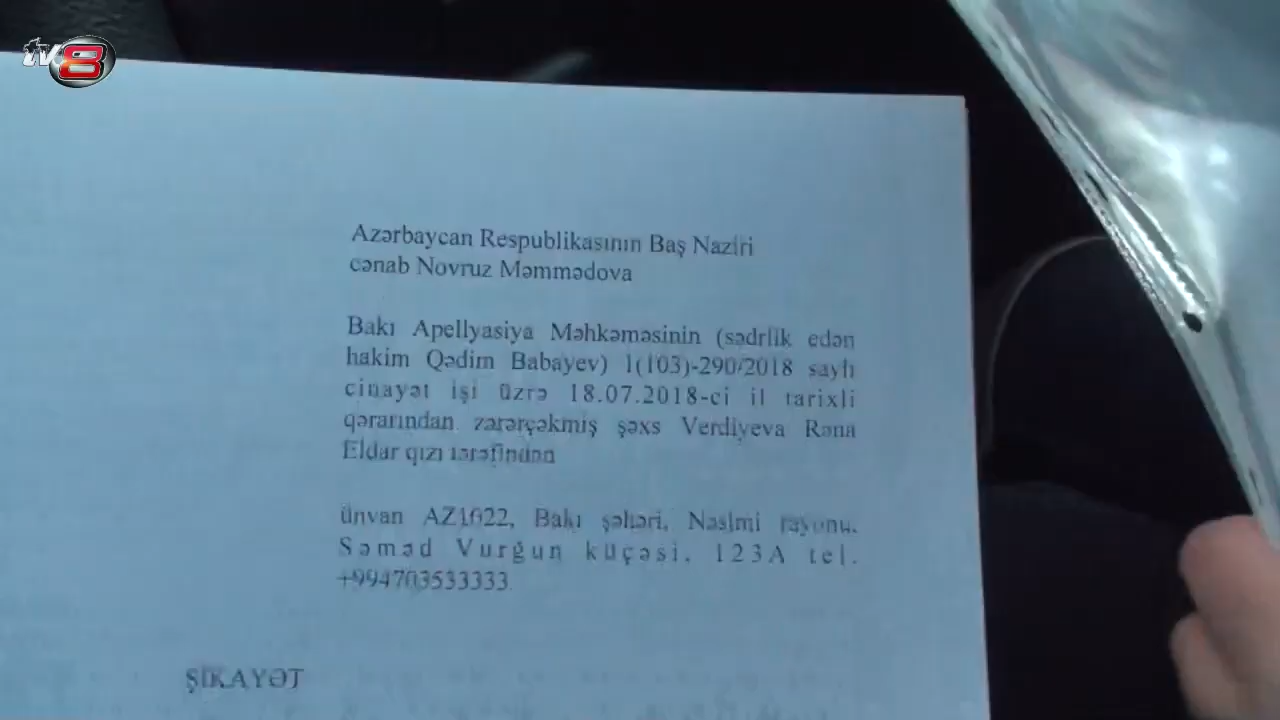 tv8
Azərbaycan Respublikasının Baş Naziri
cənab Novruz Məmmədova
Bakı Apellyasiya Məhkəməsinin (sədrlik edən
hakim Qədim Babayev) 1(103)-290/2018 saylı
cinayət işi üzrə 18.07.2018-ci il tarixli
qərarından zərərçəkmiş şəxs Verdiyeva Rəna
Eldar qızı tərəfindən
ünvan AZ1022, Bakı şəhəri, Nəsimi rayonu,
Səməd Vurğun küçəsi, 123A tel.
+994703533333
ŞİKAYƏT